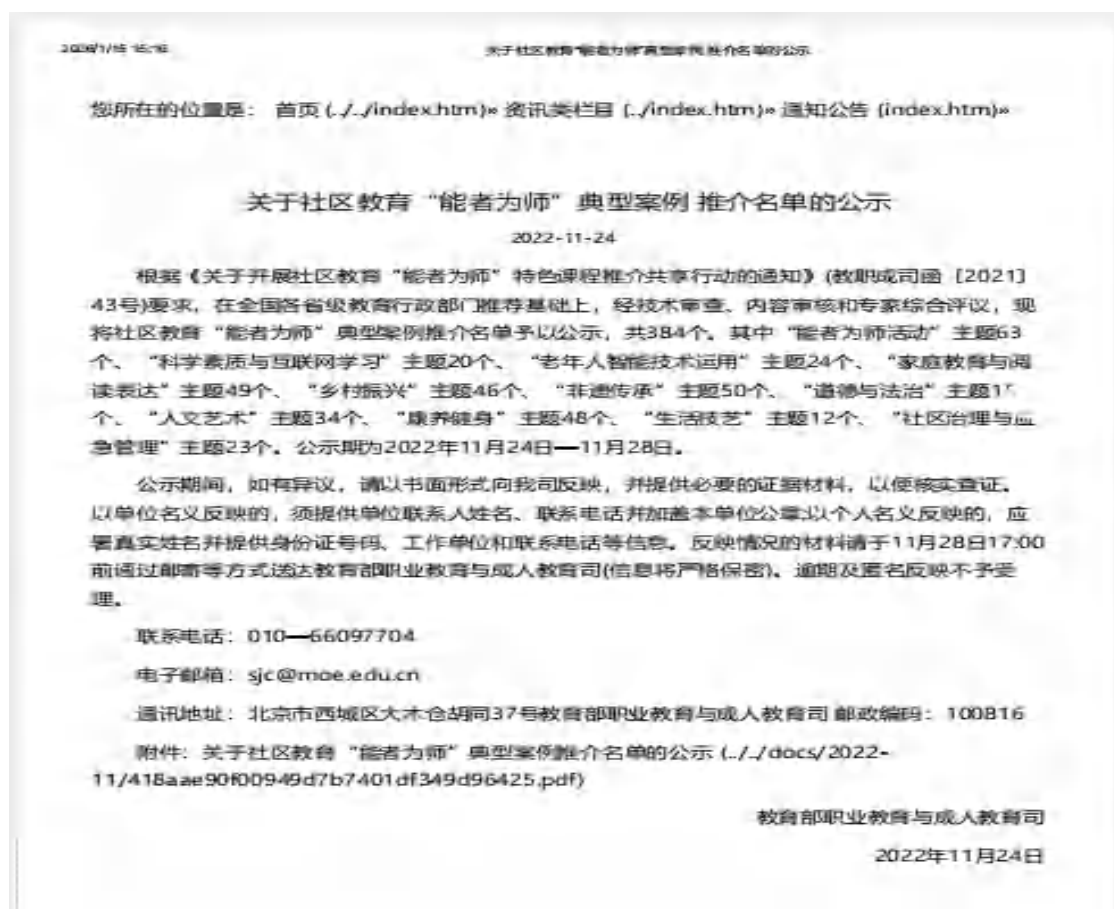 关于社区教育“能者为师”典型案例 推介名单的公示
您所在的位置是： 首页 (../../index.htm)» 资讯类栏目 (../index.htm)» 通知公告 (index.htm)»
关于社区教育“能者为师”典型案例 推介名单的公示
2022-11-24
根据《关于开展社区教育“能者为师”特色课程推介共享行动的通知》(教职成司函〔2021〕
43号)要求，在全国各省级教育行政部门推荐基础上，经技术审查、内容审核和专家综合评议，现
将社区教育“能者为师”典型案例推介名单予以公示，共384个。其中“能者为师活动”主题63
个、“科学素质与互联网学习”主题20个、“老年人智能技术运用”主题24个、“家庭教育与阅
读表达”主题49个、“乡村振兴”主题46个、“非遗传承”主题50个、“道德与法治”主题
个、“人文艺术”主题34个、“康养健身”主题48个、“生活技艺”主题12个、“社区治理与应
急管理”主题23个。公示期为2022年11月24日—11月28日。
公示期间，如有异议，请以书面形式向我司反映，并提供必要的证据材料，以便核实查证。
以单位名义反映的，须提供单位联系人姓名、联系电话并加盖本单位公章;以个人名义反映的，应
署真实姓名并提供身份证号码、工作单位和联系电话等信息。反映情况的材料请于11月28日17:00
前通过邮寄等方式送达教育部职业教育与成人教育司(信息将严格保密)。逾期及匿名反映不予受
理。
联系电话：010—66097704
电子邮箱：sjc@moe.edu.cn
通讯地址：北京市西城区大木仓胡同37号教育部职业教育与成人教育司 邮政编码：100816
附件：关于社区教育“能者为师”典型案例推介名单的公示 (../../docs/2022-
11/418aae90f00949d7b7401df349d96425.pdf)
教育部职业教育与成人教育司
2022年11月24日